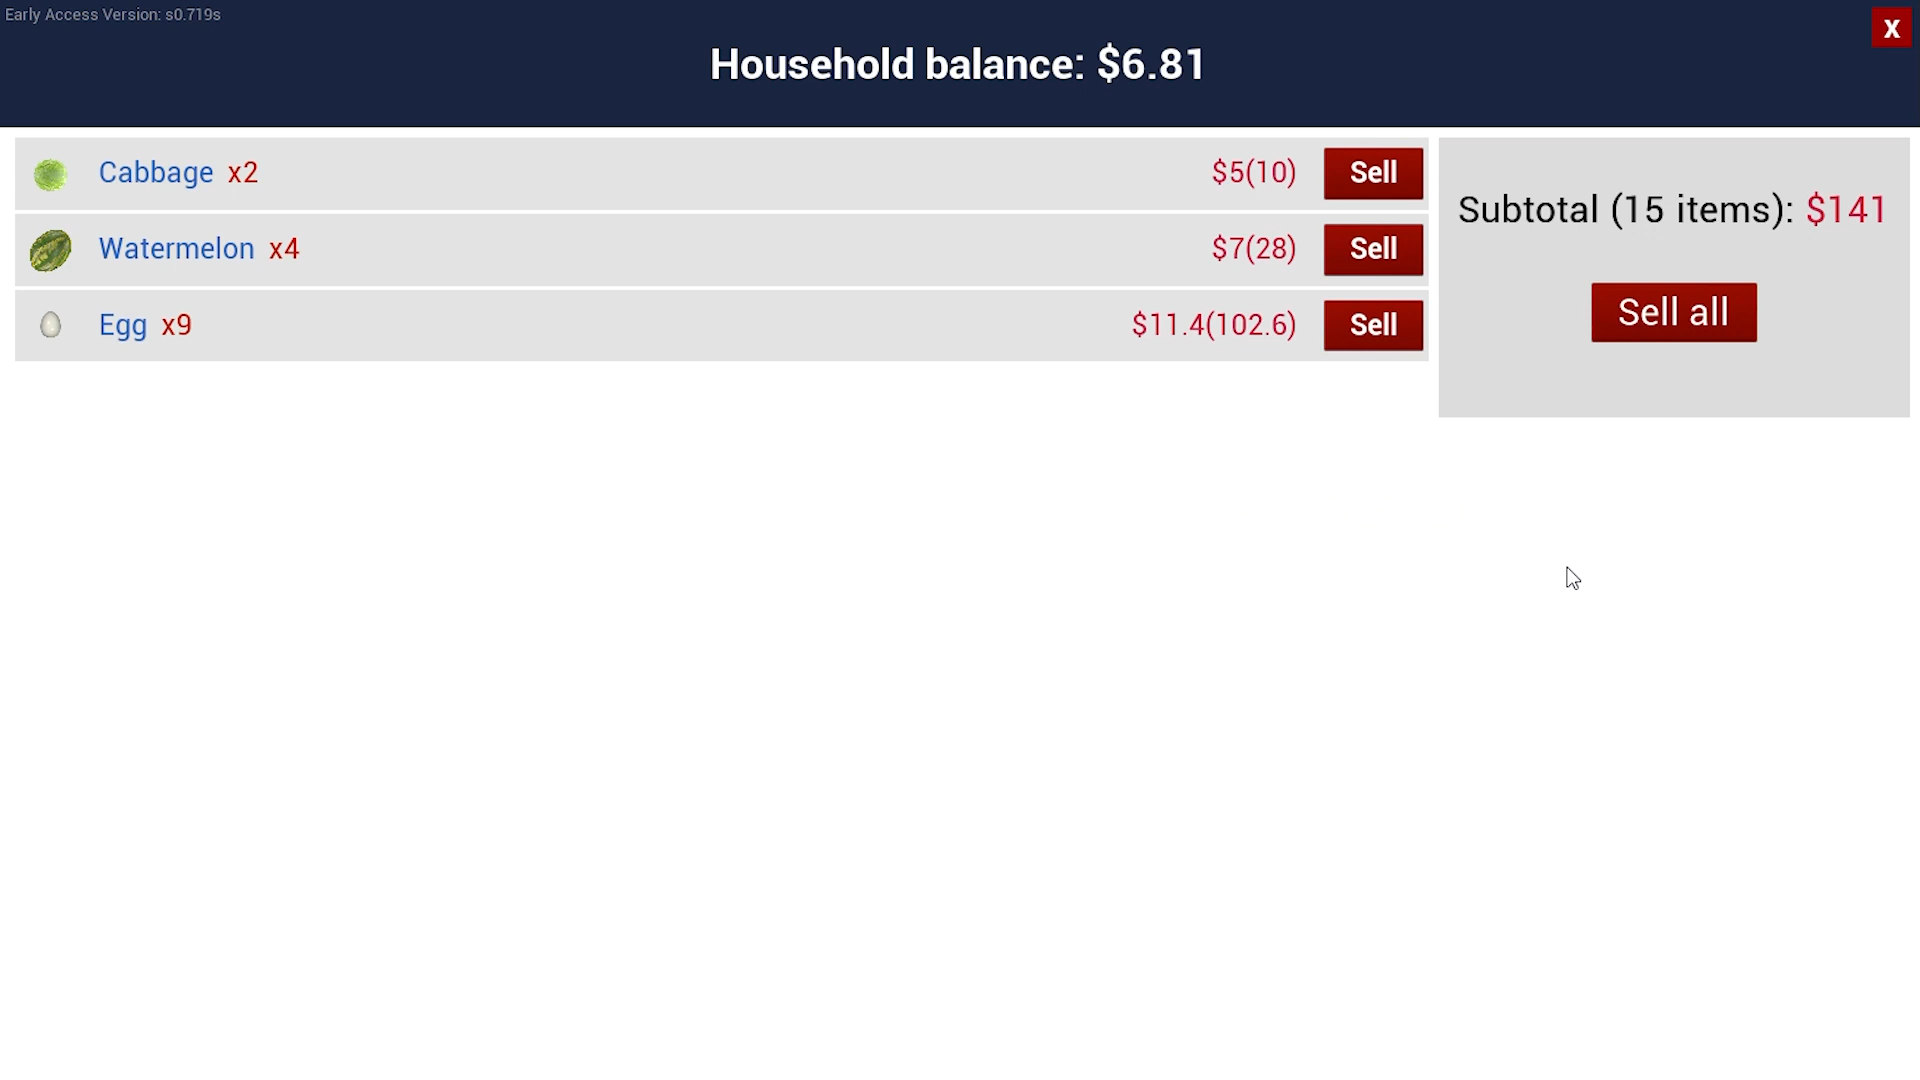 Early Access Version: s0.719s
X
Household balance: $6.81
Cabbage x2 $5(10) Sell
Watermelon x4 $7(28) Sell
Egg x9 $11.4(102.6) Sell
Subtotal (15 items): $141
Sell all